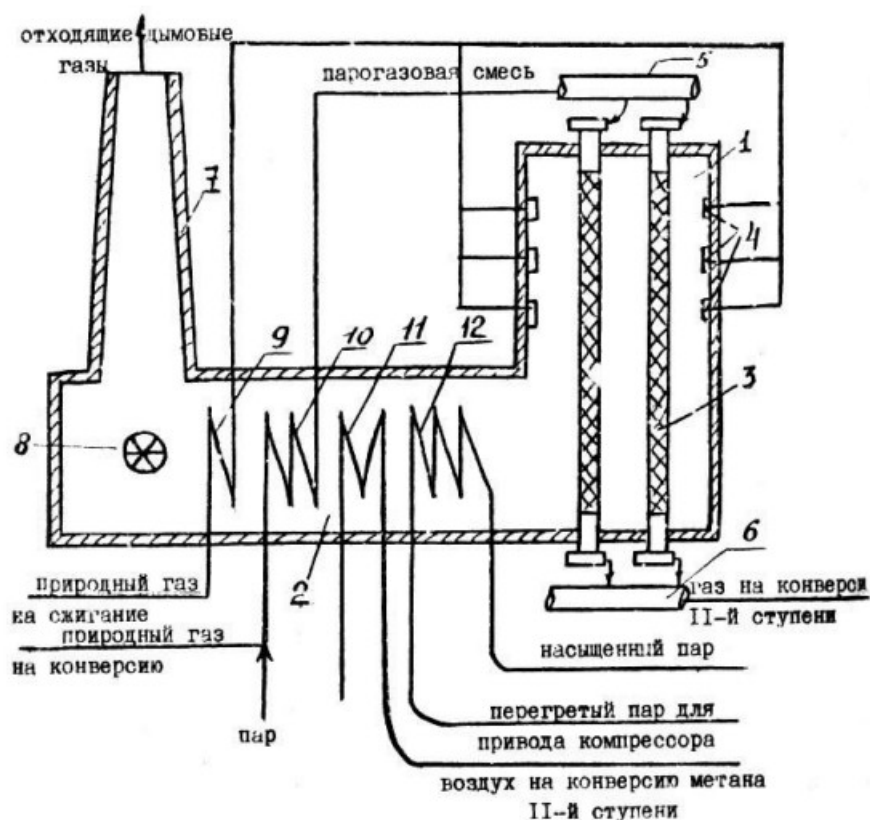 отходящие дымовые
газы
парогазовая смесь
5
1
7
4
9
10
11
12
3
8
6
2
природный газ
на сжигание
природный газ
на конверсию
пар
газ на конверси
II-й ступени
насыщенный пар
перегретый пар для
привода компрессора
воздух на конверсию метана
II-й ступени